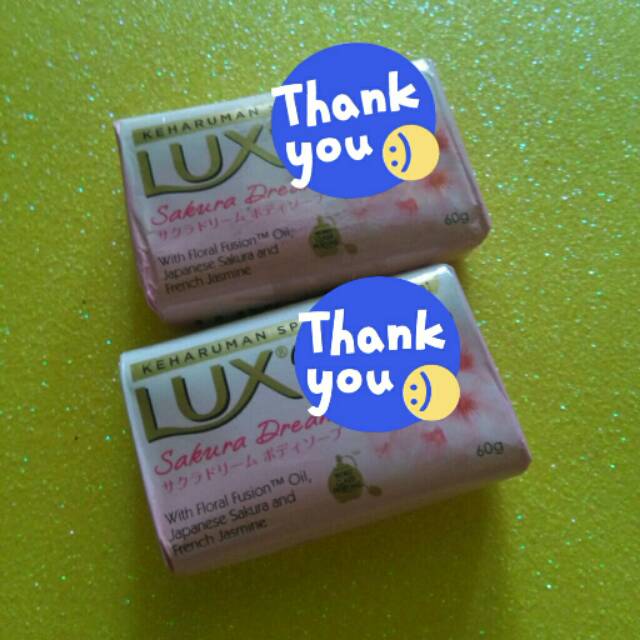 KEHARUMAN
LUX
Sakura Dream
サクラドリーム ボディソープ
With Floral Fusion™ Oil,
Japanese Sakura and
French Jasmine
60g
Thank
you
KEHARUMAN SP
LUX®
Sakura Dream
サクラドリーム ボディソープ
With Floral Fusion™ Oil,
Japanese Sakura and
French Jasmine
60g
Thank
you